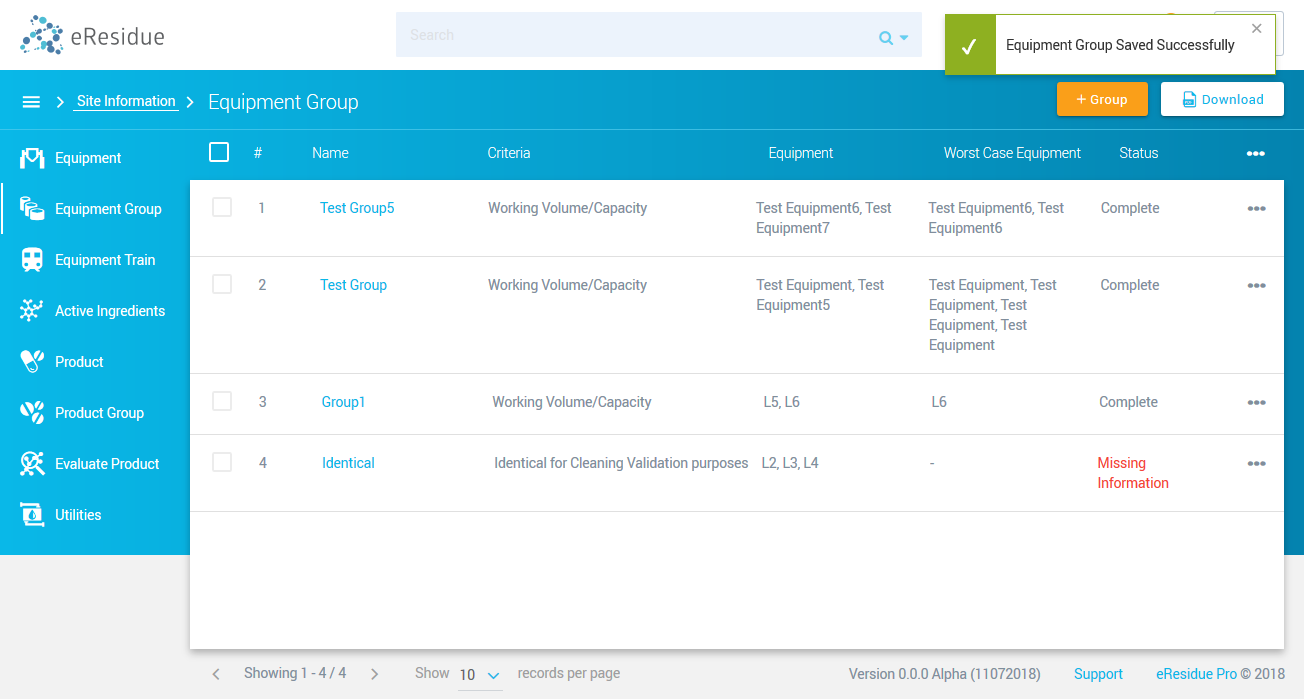 eResidue
Search
Equipment Group Saved Successfully
Site Information
Equipment Group
+ Group
Download
Equipment
Equipment Group
Equipment Train
Active Ingredients
Product
Product Group
Evaluate Product
Utilities
# Name Criteria Equipment Worst Case Equipment Status
1 Test Group5 Working Volume/Capacity Test Equipment6, Test Test Equipment6, Test Complete
Equipment7 Equipment6
2 Test Group Working Volume/Capacity Test Equipment, Test Test Equipment, Test Complete
Equipment5 Equipment, Test
Equipment, Test
Equipment
3 Group1 Working Volume/Capacity L5, L6 L6 Complete
4 Identical Identical for Cleaning Validation purposes L2, L3, L4 - Missing
Information
Showing 1 - 4 / 4 Show 10 records per page
Version 0.0.0 Alpha (11072018) Support eResidue Pro © 2018